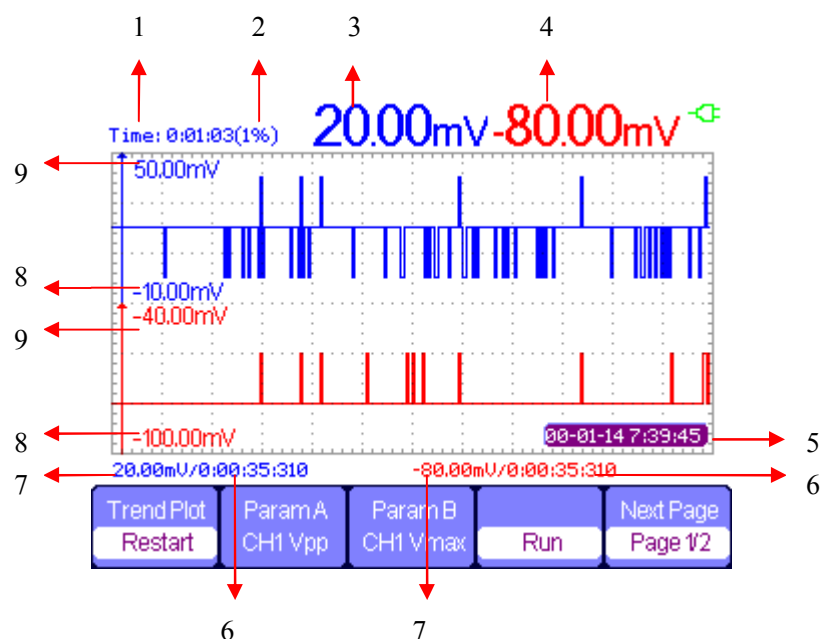 1 2 3 4
Time: 0:01:03(1%) 20.00mV -80.00mV
9 50.00mV
8 -10.00mV
9 -40.00mV
8 -100.00mV 00-01-14 7:39:45 5
7 20.00mV/0:00:35:310 -80.00mV/0:00:35:310 6
Trend Plot Param A Param B Next Page
Restart CH1 Vpp CH1 Vmax Run Page 1/2
6 7